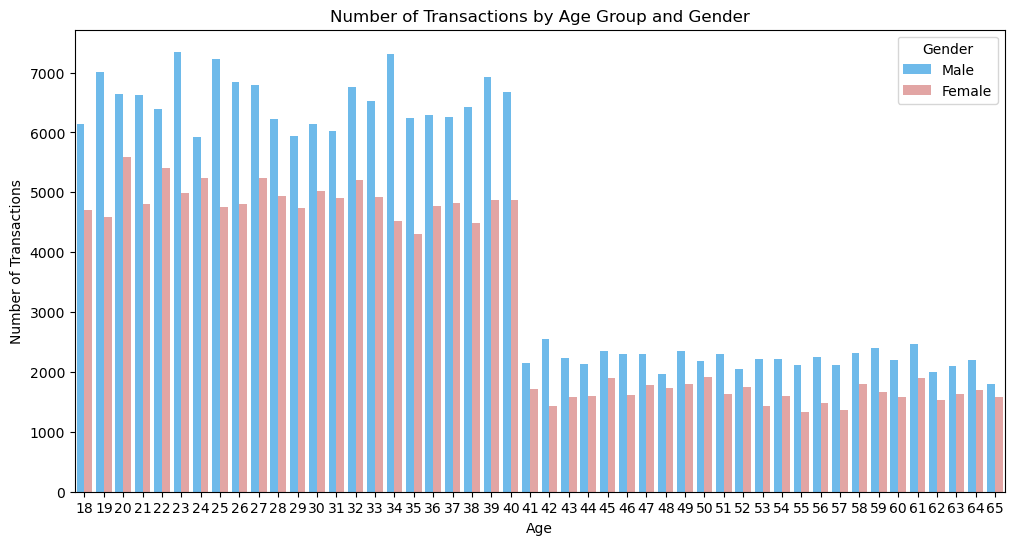 Number of Transactions by Age Group and Gender
Gender
Male
Female
Number of Transactions
7000
6000
5000
4000
3000
2000
1000
0
18 19 20 21 22 23 24 25 26 27 28 29 30 31 32 33 34 35 36 37 38 39 40 41 42 43 44 45 46 47 48 49 50 51 52 53 54 55 56 57 58 59 60 61 62 63 64 65
Age